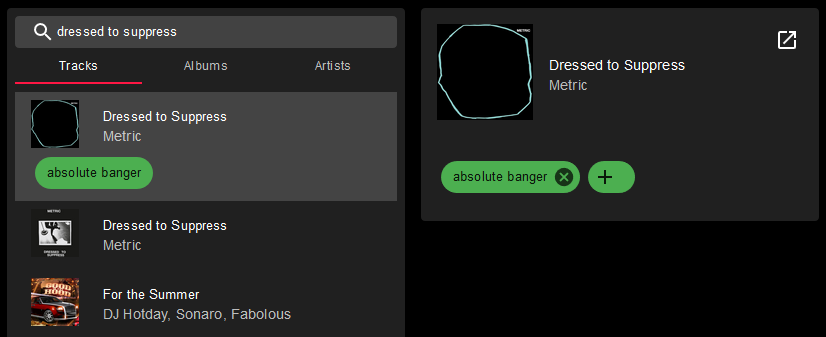 dressed to suppress
Tracks Albums Artists
Dressed to Suppress
Metric
absolute banger
METRIC
DRESSED TO
SUPPRESS
Dressed to Suppress
Metric
GOOD
HOOD
For the Summer
DJ Hotday, Sonaro, Fabolous
METRIC
Dressed to Suppress
Metric
absolute banger